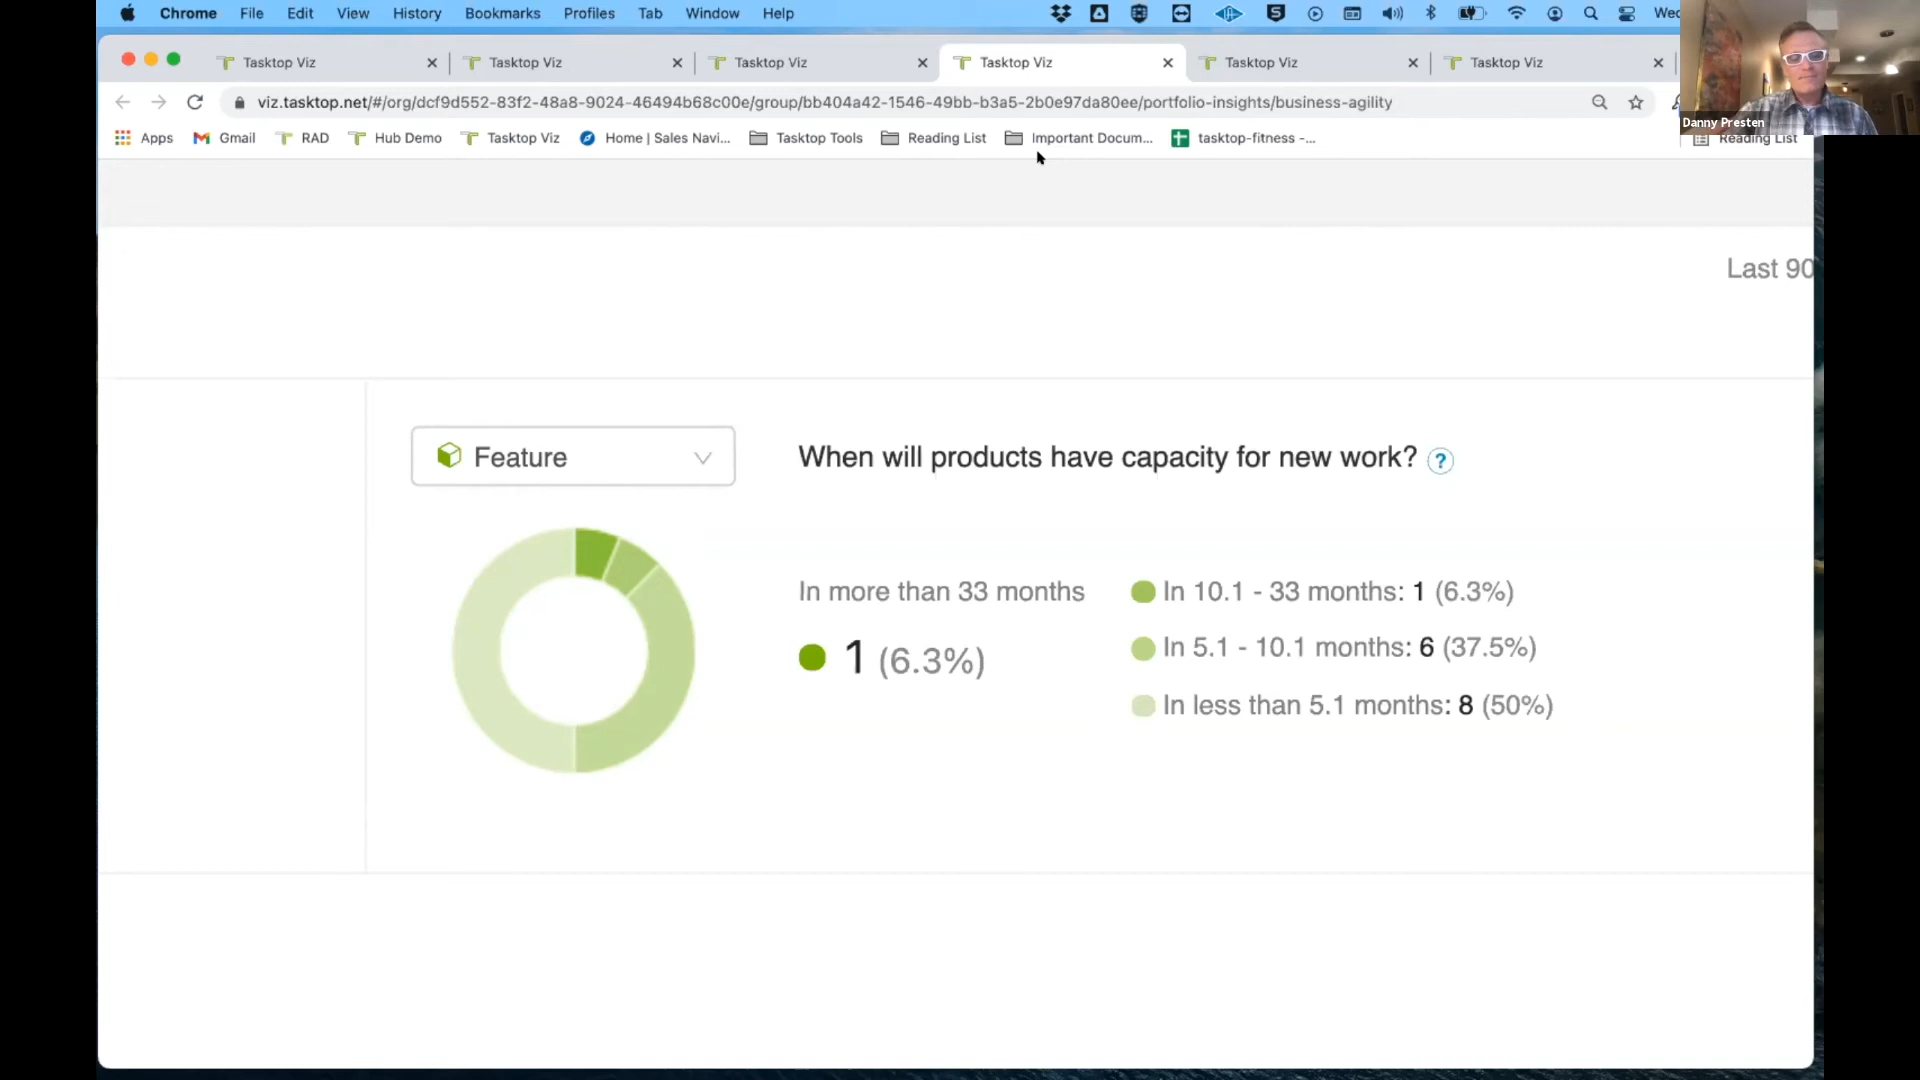 Chrome File Edit View History Bookmarks Profiles Tab Window Help Wed
Tasktop Viz Tasktop Viz Tasktop Viz Tasktop Viz Tasktop Viz Tasktop Viz
viz.tasktop.net/#/org/dcf9d552-83f2-48a8-9024-46494b68c00e/group/bb404a42-1546-49bb-b3a5-2b0e97da80ee/portfolio-insights/business-agility
Danny Presten
Apps Gmail RAD Hub Demo Tasktop Viz Home | Sales Navi... Tasktop Tools Reading List Important Docum... tasktop-fitness -... Reading List
Last 90
Feature
When will products have capacity for new work? ?
In more than 33 months
1 (6.3%)
In 10.1 - 33 months: 1 (6.3%)
In 5.1 - 10.1 months: 6 (37.5%)
In less than 5.1 months: 8 (50%)